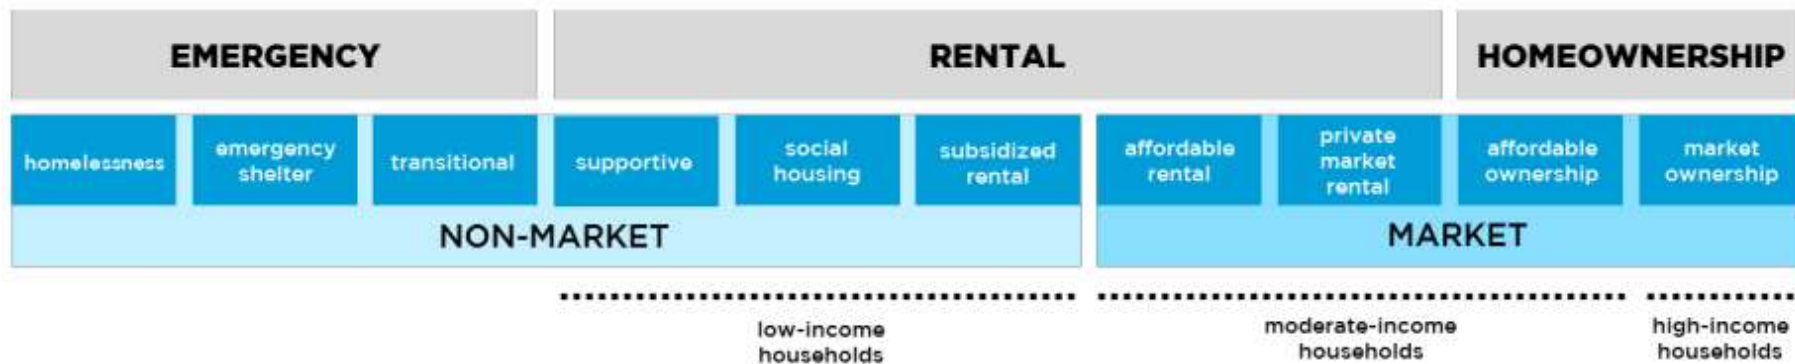 EMERGENCY
RENTAL
HOMEOWNERSHIP
homelessness
emergency
shelter
transitional
supportive
social
housing
subsidized
rental
affordable
rental
private
market
rental
affordable
ownership
market
ownership
NON-MARKET
MARKET
low-income
households
moderate-income
households
high-income
households